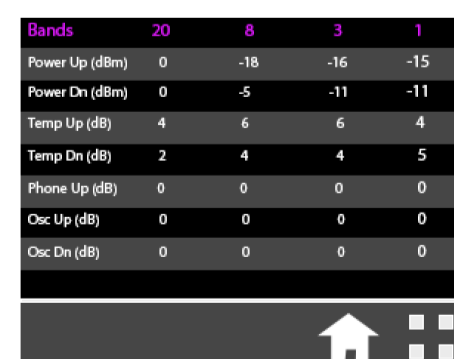 Bands 20 8 3 1
Power Up (dBm) 0 -18 -16 -15
Power Dn (dBm) 0 -5 -11 -11
Temp Up (dB) 4 6 6 4
Temp Dn (dB) 2 4 4 5
Phone Up (dB) 0 0 0 0
Osc Up (dB) 0 0 0 0
Osc Dn (dB) 0 0 0 0